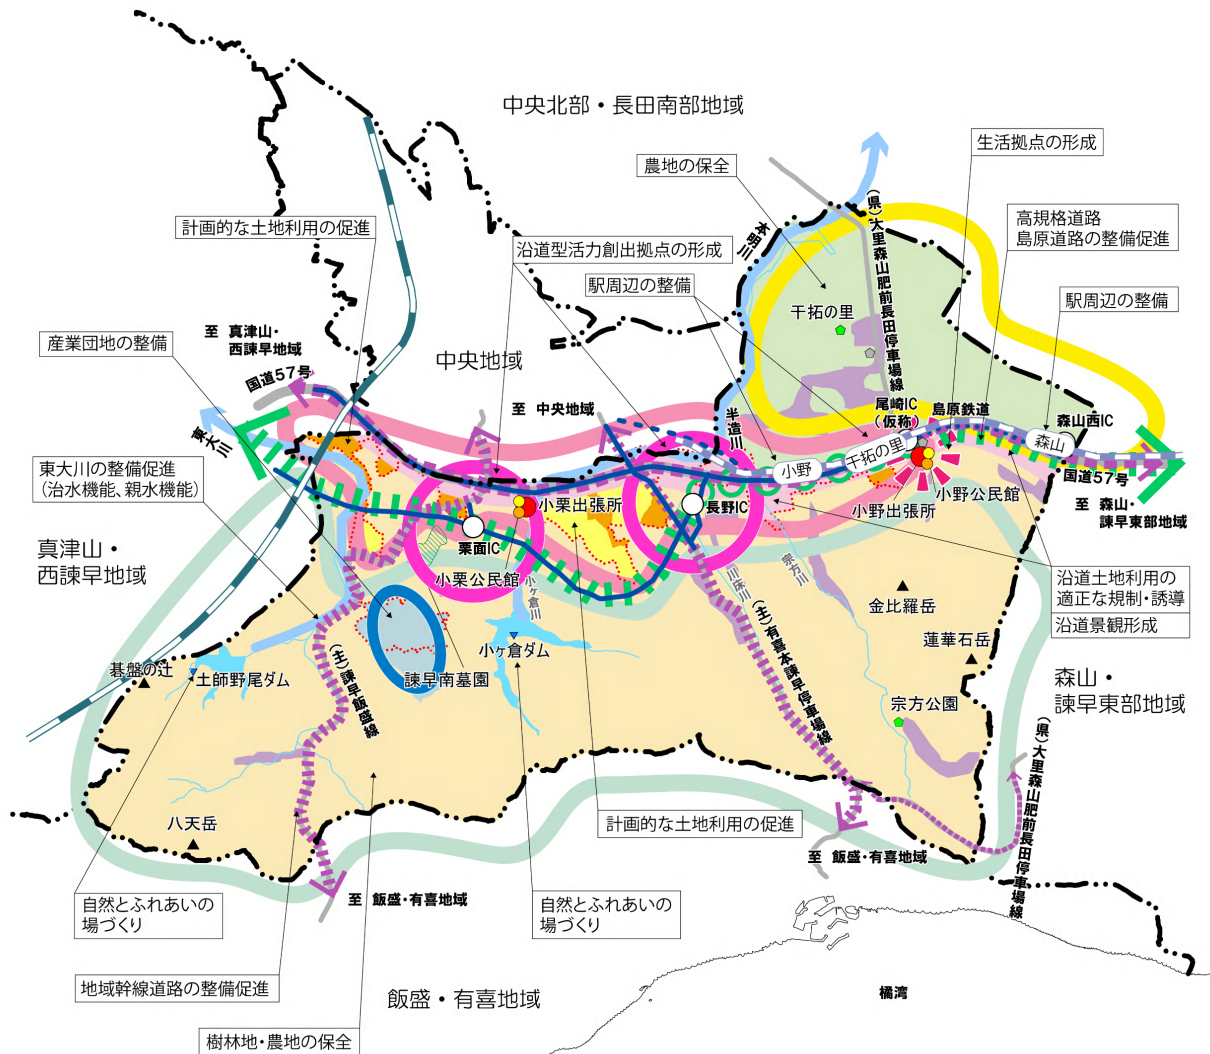 中央北部・長田南部地域
生活拠点の形成
農地の保全
高規格道路
島原道路の整備促進
計画的な土地利用の促進
沿道型活力創出拠点の形成
本明川
(県)大里森山肥前長田停車場線
駅周辺の整備
駅周辺の整備
干拓の里
産業団地の整備
至 真津山・
西諫早地域
中央地域
国道57号
至 中央地域
半造川
尾崎IC
(仮称)
島原鉄道
森山西IC
東大川
森山
干拓の里
小野
国道57号
東大川の整備促進
(治水機能、親水機能)
小栗出張所
長野IC
小野公民館
小野出張所
至 森山・
諫早東部地域
真津山・
西諫早地域
栗面IC
小栗公民館
小ヶ倉川
川床川
宗方川
沿道土地利用の
適正な規制・誘導
沿道景観形成
金比羅岳
蓮華石岳
碁盤の辻
土師野尾ダム
(主)諫早飯盛線
諫早南墓園
小ヶ倉ダム
(主)有喜本諫早停車場線
宗方公園
森山・
諫早東部地域
(県)大里森山肥前長田停車場線
八天岳
計画的な土地利用の促進
至 飯盛・有喜地域
至 飯盛・有喜地域
自然とふれあいの
場づくり
自然とふれあいの
場づくり
地域幹線道路の整備促進
飯盛・有喜地域
橘湾
樹林地・農地の保全